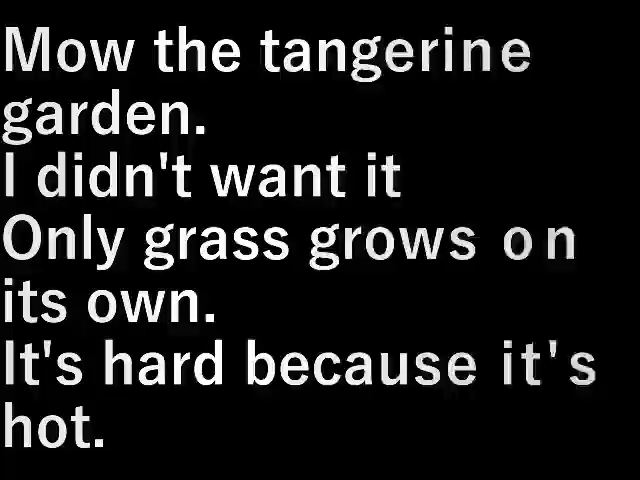 Mow the tangerine
garden.
I didn't want it
Only grass grows on
its own.
It's hard because it's
hot.